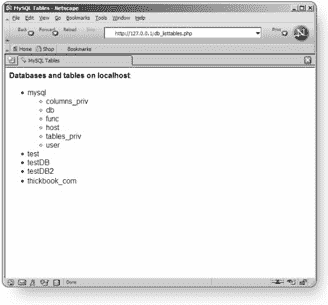 MySQL Tables - Netscape
File Edit View Go Bookmarks Tools Window Help
Back Forward Reload Stop http://127.0.0.1/db_listtables.php Print
Home Shop Bookmarks
MySQL Tables
Databases and tables on localhost
mysql
columns_priv
db
func
host
tables_priv
user
test
testDB
testDB2
thickbook_com
Done